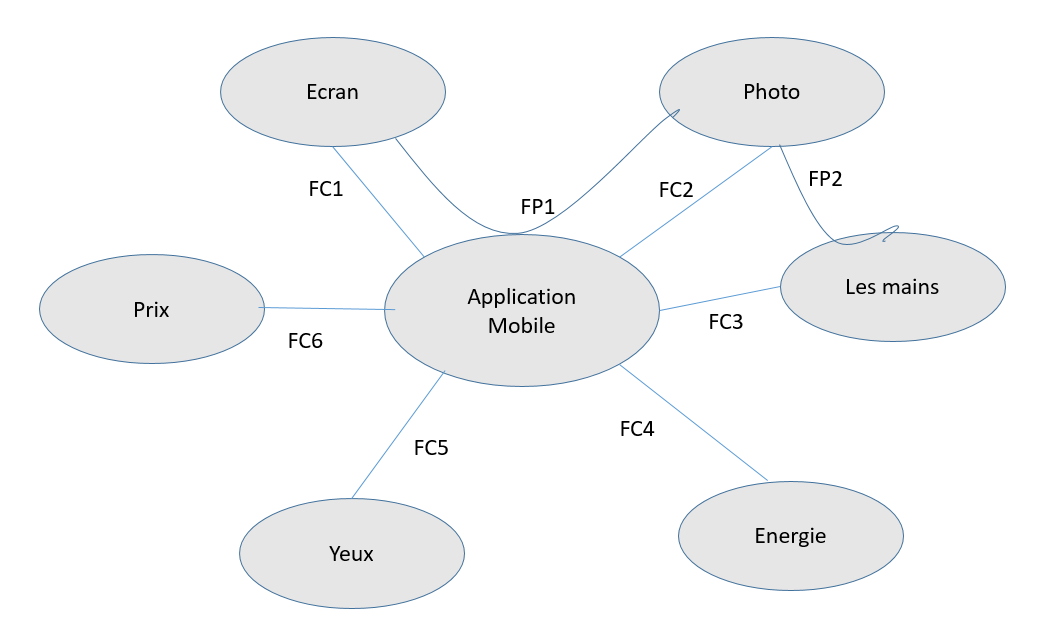 Ecran
Photo
FC1
FP1
FC2
FP2
Prix
Application
Mobile
Les mains
FC6
FC3
FC5
FC4
Yeux
Energie